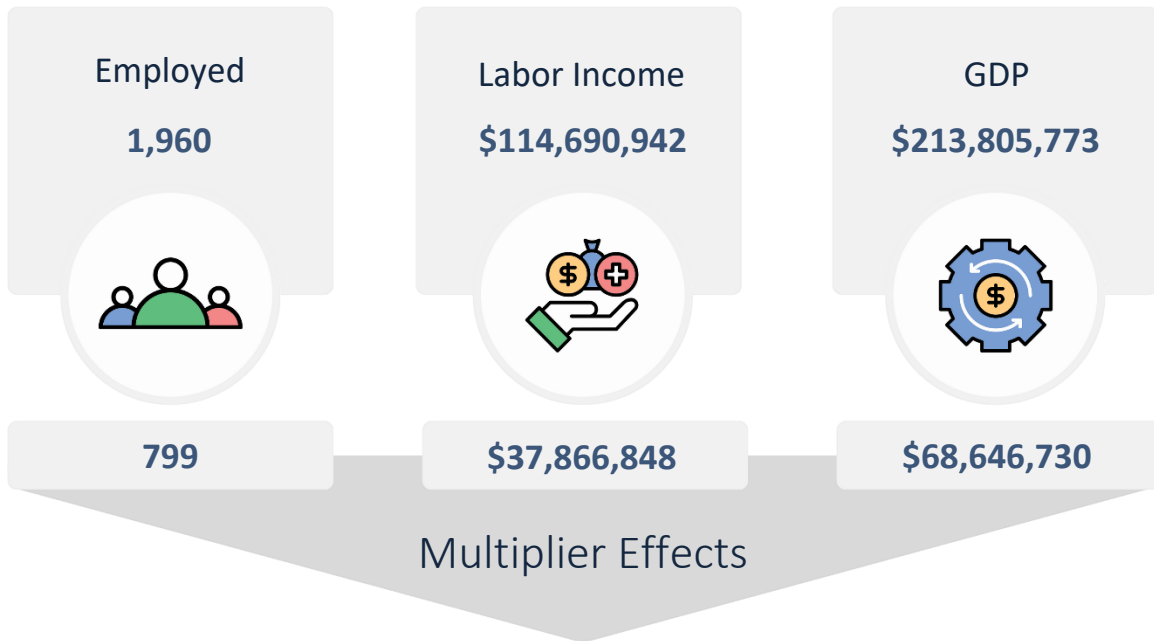 Employed
1,960
Labor Income
$114,690,942
GDP
$213,805,773
799
$37,866,848
$68,646,730
Multiplier Effects